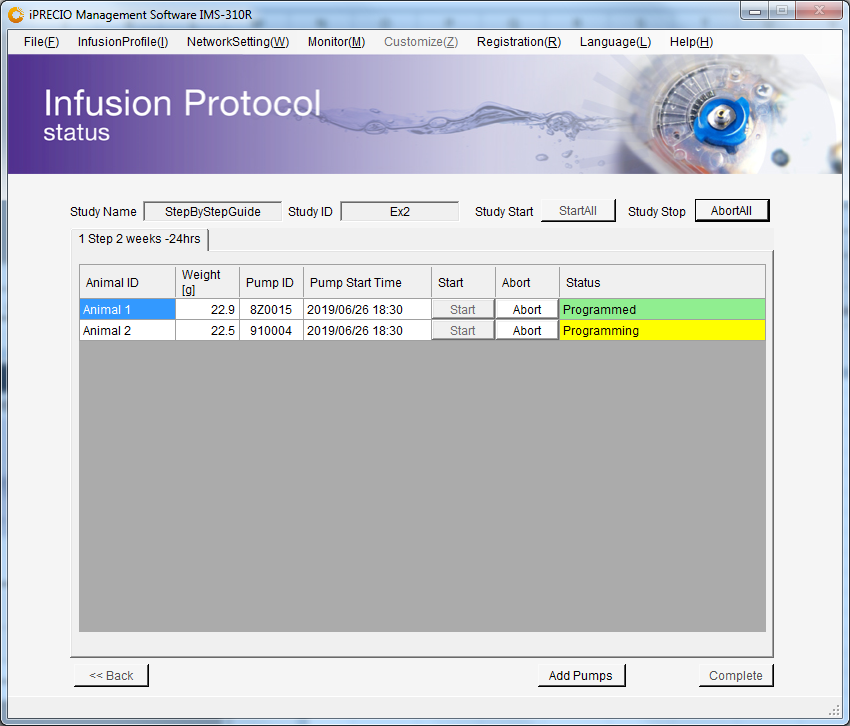 iPRECIO Management Software IMS-310R
File(F) InfusionProfile(I) NetworkSetting(W) Monitor(M) Customize(Z) Registration(R) Language(L) Help(H)
Infusion Protocol
status
Study Name StepByStepGuide Study ID Ex2 Study Start StartAll Study Stop AbortAll
1 Step 2 weeks -24hrs
Animal ID Weight [g] Pump ID Pump Start Time Start Abort Status
Animal 1 22.9 8Z0015 2019/06/26 18:30 Start Abort Programmed
Animal 2 22.5 910004 2019/06/26 18:30 Start Abort Programming
<< Back Add Pumps Complete